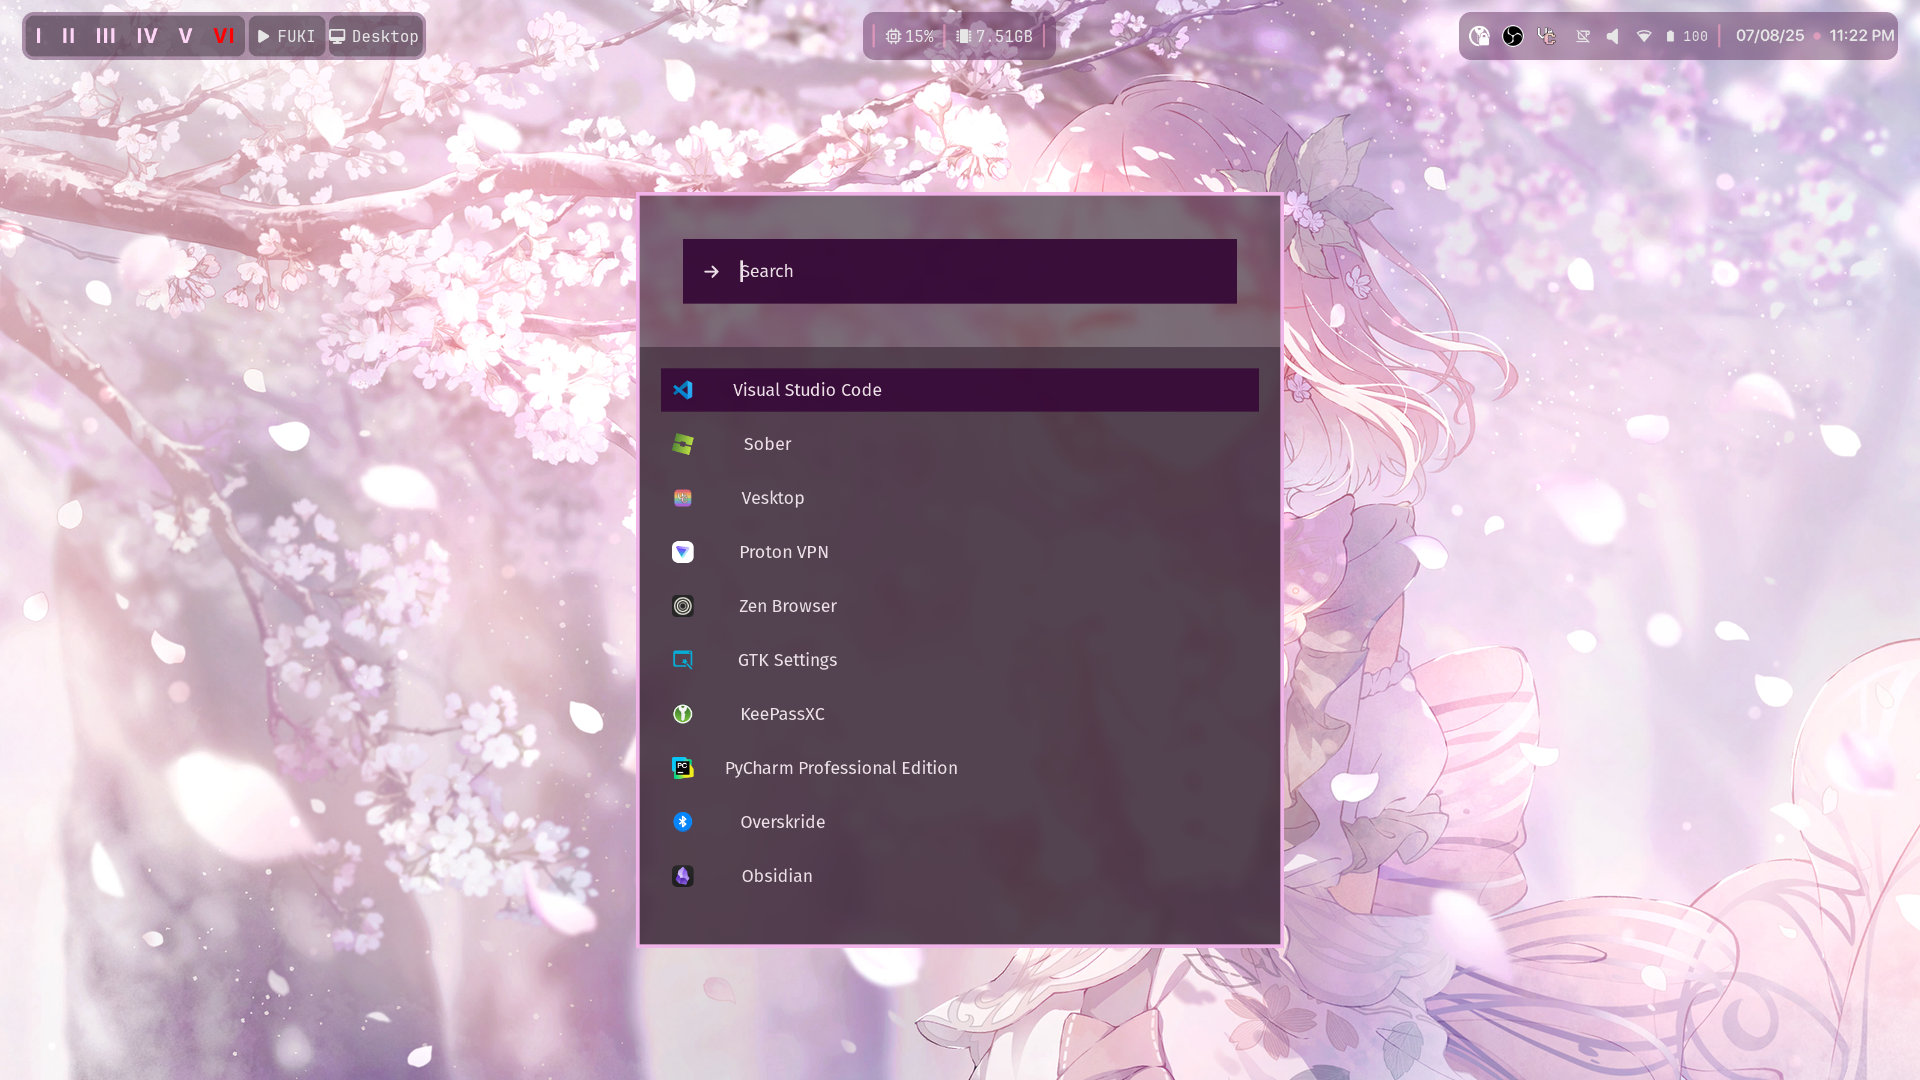 I II III IV V VI FUKI Desktop
15% 7.51GB
100 07/08/25 11:22 PM
Search
Visual Studio Code
Sober
Vesktop
Proton VPN
Zen Browser
GTK Settings
KeePassXC
PC PyCharm Professional Edition
Overskride
Obsidian